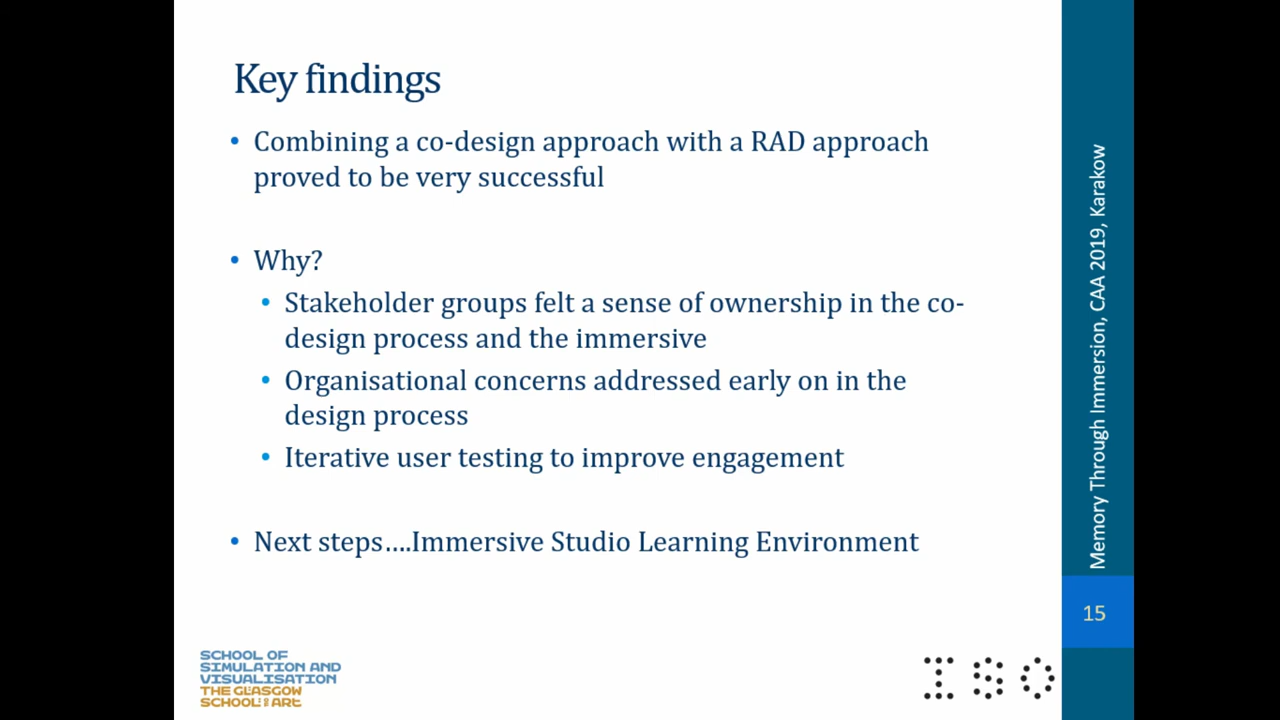 Key findings
• Combining a co-design approach with a RAD approach
proved to be very successful
• Why?
• Stakeholder groups felt a sense of ownership in the co-
design process and the immersive
• Organisational concerns addressed early on in the
design process
• Iterative user testing to improve engagement
• Next steps….Immersive Studio Learning Environment
Memory Through Immersion, CAA 2019, Karakow
15
SCHOOL OF
SIMULATION AND
VISUALISATION
THE GLASGOW
SCHOOL OF ART
ISO